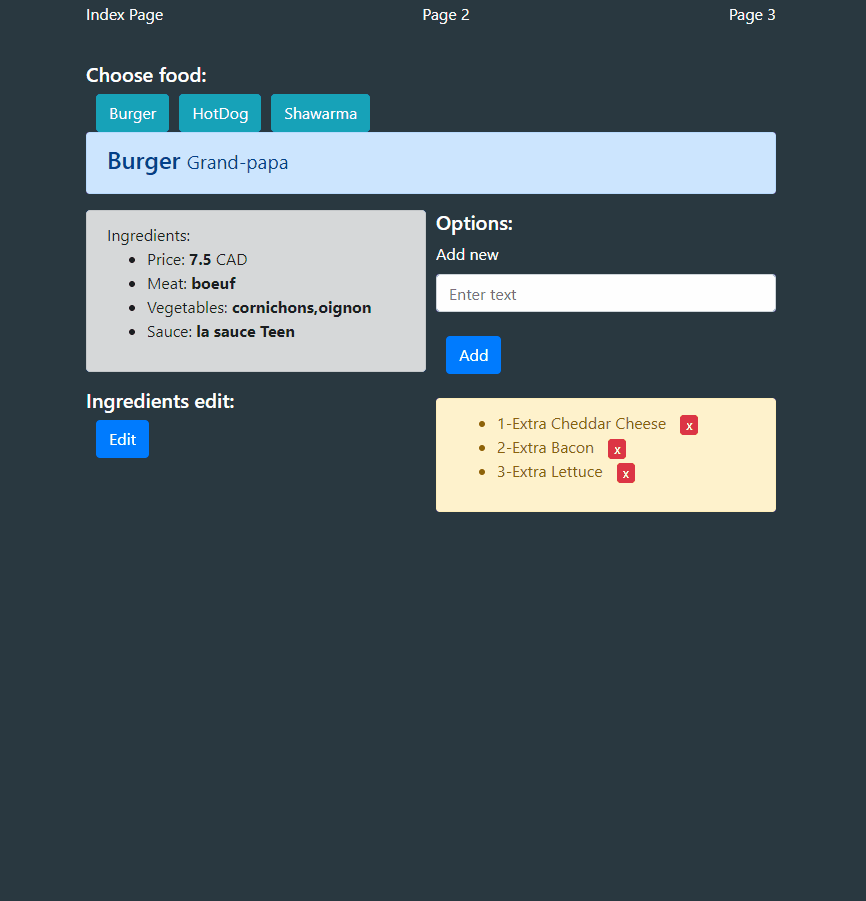 Index Page Page 2 Page 3
Choose food:
Burger HotDog Shawarma
Burger Grand-papa
Ingredients:
Price: 7.5 CAD
Meat: boeuf
Vegetables: cornichons,oignon
Sauce: la sauce Teen
Ingredients edit:
Edit
Options:
Add new
Enter text
Add
1-Extra Cheddar Cheese x
2-Extra Bacon x
3-Extra Lettuce x